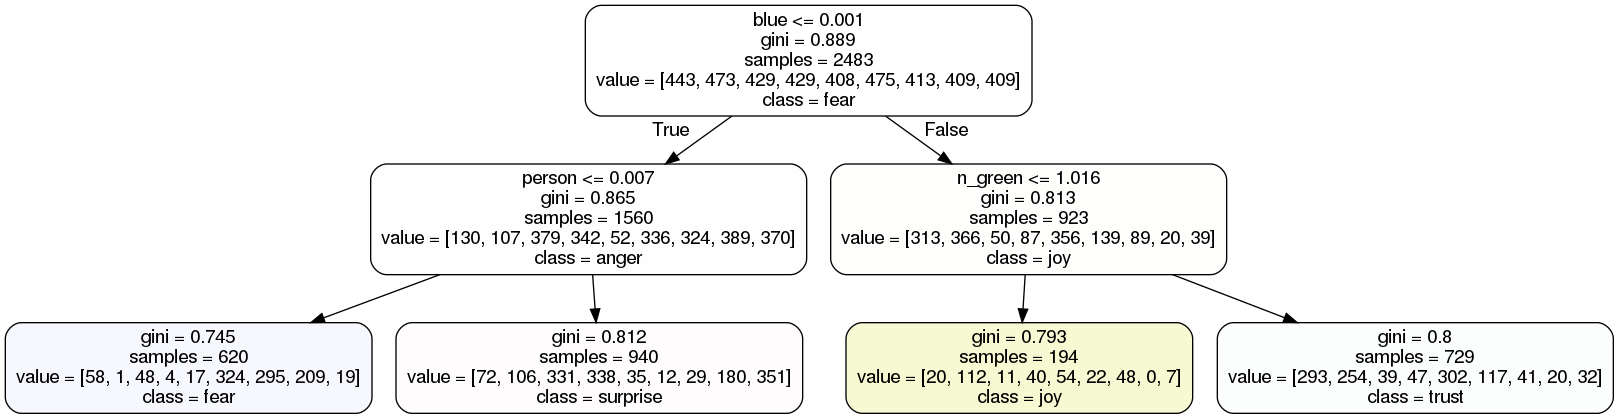 blue <= 0.001
gini = 0.889
samples = 2483
value = [443, 473, 429, 429, 408, 475, 413, 409, 409]
class = fear
True
False
person <= 0.007
gini = 0.865
samples = 1560
value = [130, 107, 379, 342, 52, 336, 324, 389, 370]
class = anger
n_green <= 1.016
gini = 0.813
samples = 923
value = [313, 366, 50, 87, 356, 139, 89, 20, 39]
class = joy
gini = 0.745
samples = 620
value = [58, 1, 48, 4, 17, 324, 295, 209, 19]
class = fear
gini = 0.812
samples = 940
value = [72, 106, 331, 338, 35, 12, 29, 180, 351]
class = surprise
gini = 0.793
samples = 194
value = [20, 112, 11, 40, 54, 22, 48, 0, 7]
class = joy
gini = 0.8
samples = 729
value = [293, 254, 39, 47, 302, 117, 41, 20, 32]
class = trust